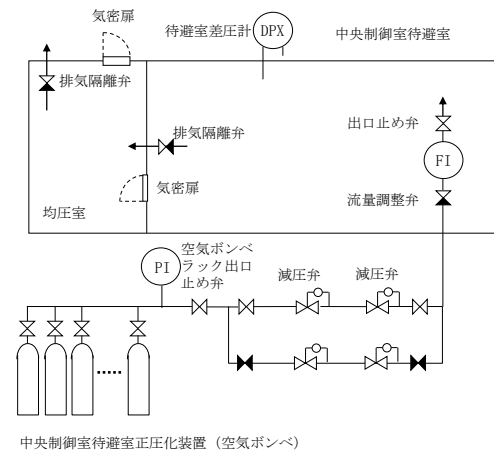 気密扉
待避室差圧計
DPX
中央制御室待避室
排気隔離弁
出口止め弁
排気隔離弁
FI
気密扉
流量調整弁
均圧室
空気ボンベ
ラック出口
止め弁
PI
減圧弁
減圧弁
中央制御室待避室正圧化装置（空気ボンベ）